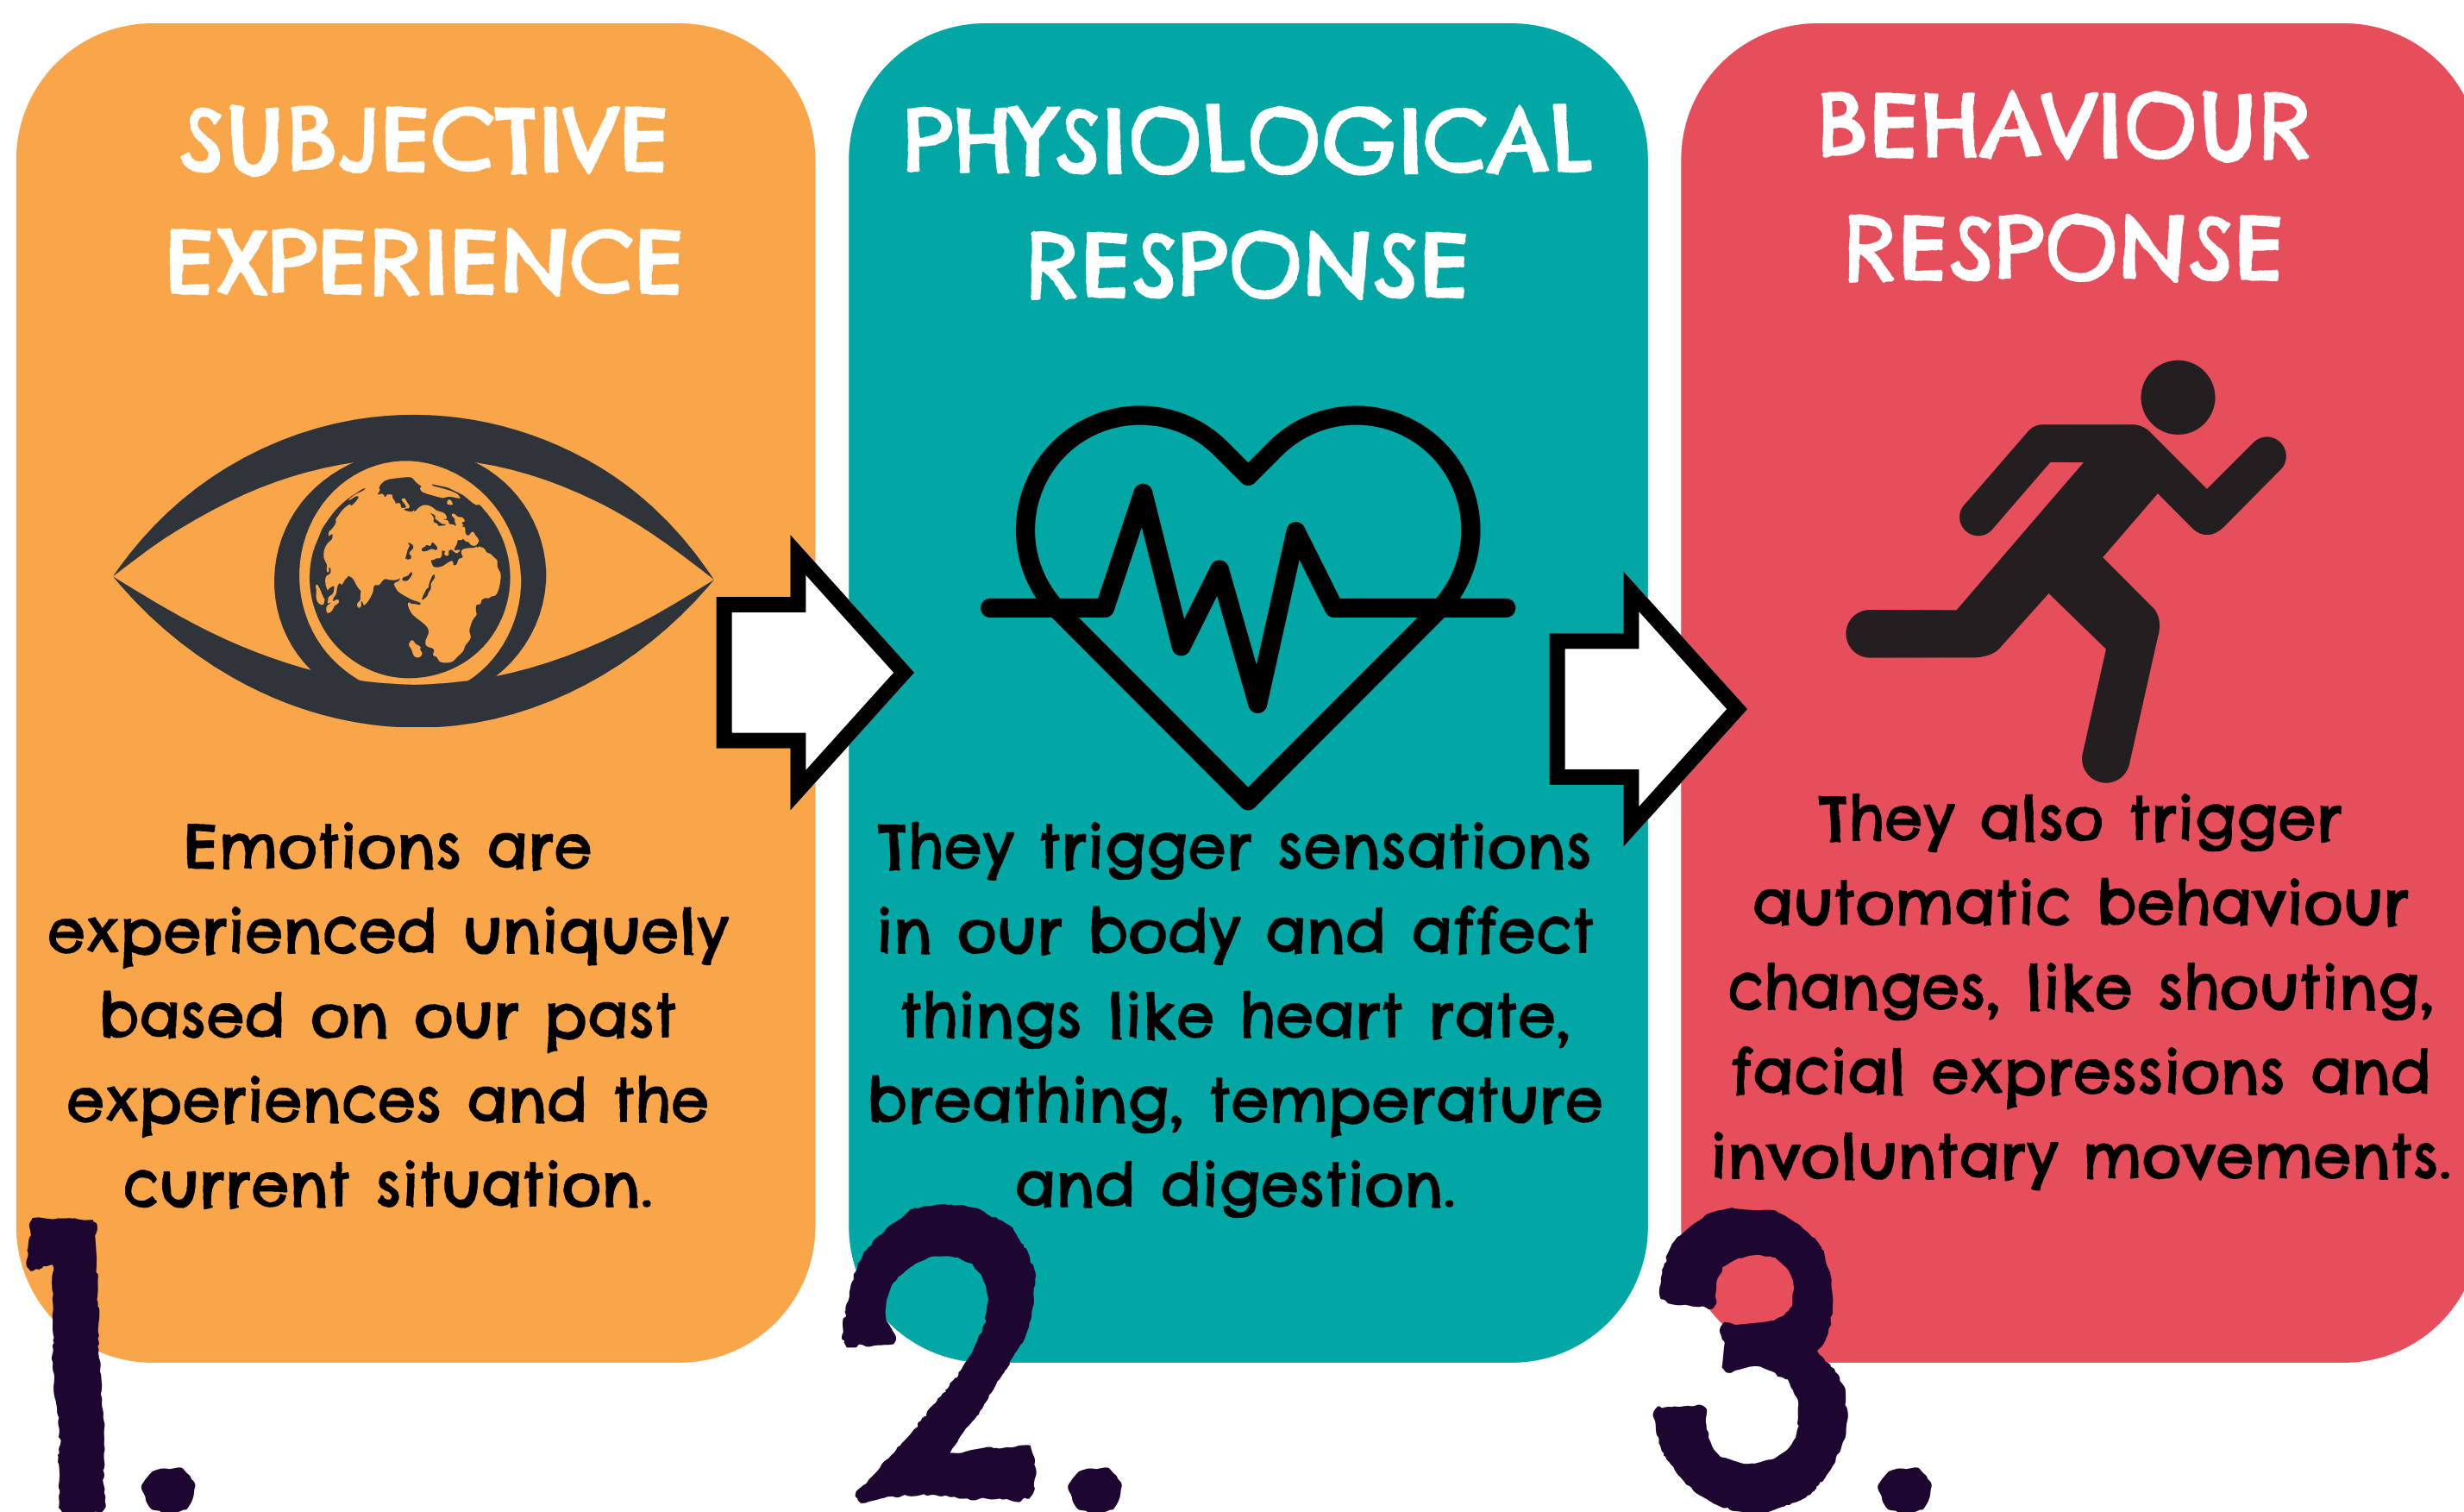 SUBJECTIVE
EXPERIENCE
Emotions are
experienced uniquely
based on our past
experiences and the
current situation.
1.
PHYSIOLOGICAL
RESPONSE
They trigger sensations
in our body and affect
things like heart rate,
breathing, temperature
and digestion.
2.
BEHAVIOUR
RESPONSE
They also trigger
automatic behaviour
changes, like shouting,
facial expressions and
involuntary movements.
3.